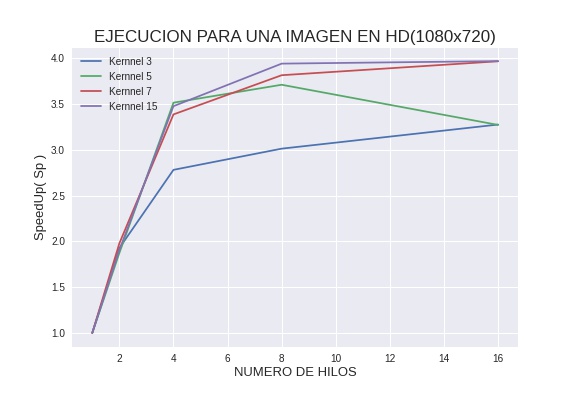 EJECUCION PARA UNA IMAGEN EN HD(1080x720)
Kernnel 3
Kernnel 5
Kernnel 7
Kernnel 15
SpeedUp( Sp )
4.0
3.5
3.0
2.5
2.0
1.5
1.0
2 4 6 8 10 12 14 16
NUMERO DE HILOS